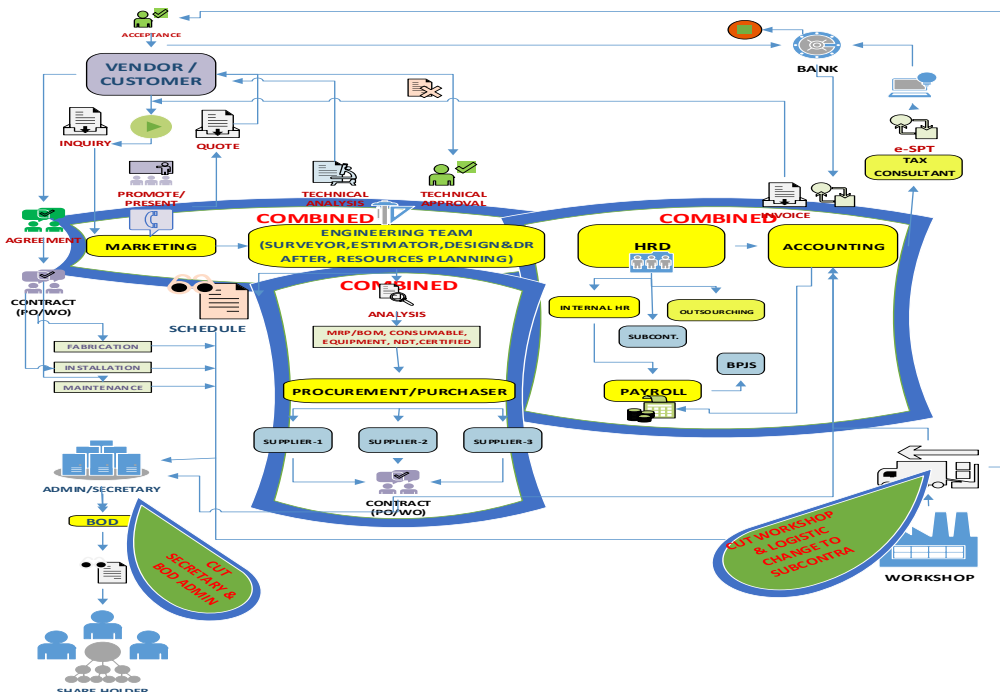 ACCEPTANCE
VENDOR /
CUSTOMER
BANK
INQUIRY
QUOTE
e-SPT
TAX
CONSULTANT
PROMOTE/
PRESENT
TECHNICAL
ANALYSIS
TECHNICAL
APPROVAL
INVOICE
AGREEMENT
COMBINED
COMBINED
MARKETING
ENGINEERING TEAM
(SURVEYOR,ESTIMATOR,DESIGN&DR
AFTER, RESOURCES PLANNING)
HRD
ACCOUNTING
COMBINED
CONTRACT
(PO/WO)
SCHEDULE
ANALYSIS
INTERNAL HR
OUTSOURCHING
SUBCONT.
MRP/BOM, CONSUMABLE,
EQUIPMENT, NDT,CERTIFIED
FABRICATION
INSTALLATION
MAINTENANCE
BPJS
PROCUREMENT/PURCHASER
PAYROLL
SUPPLIER-1
SUPPLIER-2
SUPPLIER-3
ADMIN/SECRETARY
CONTRACT
(PO/WO)
BOD
CUT
SECRETARY &
BOD ADMIN
CUT WORKSHOP
& LOGISTIC
CHANGE TO
SUBCONTRA
WORKSHOP
SHARE HOLDER